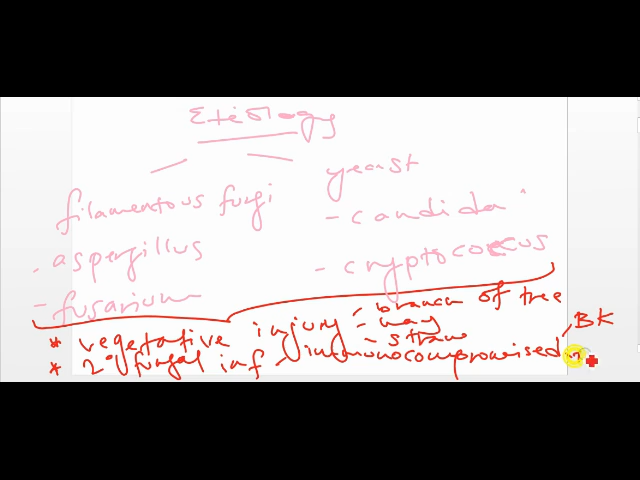 Etiology
filamentous fungi
yeast
- aspergillus
- candida
- fusarium
- cryptococcus
* vegetative injury - branch of tree
- hay
- straw
* 2° fungal inf - immunocompromised
BK